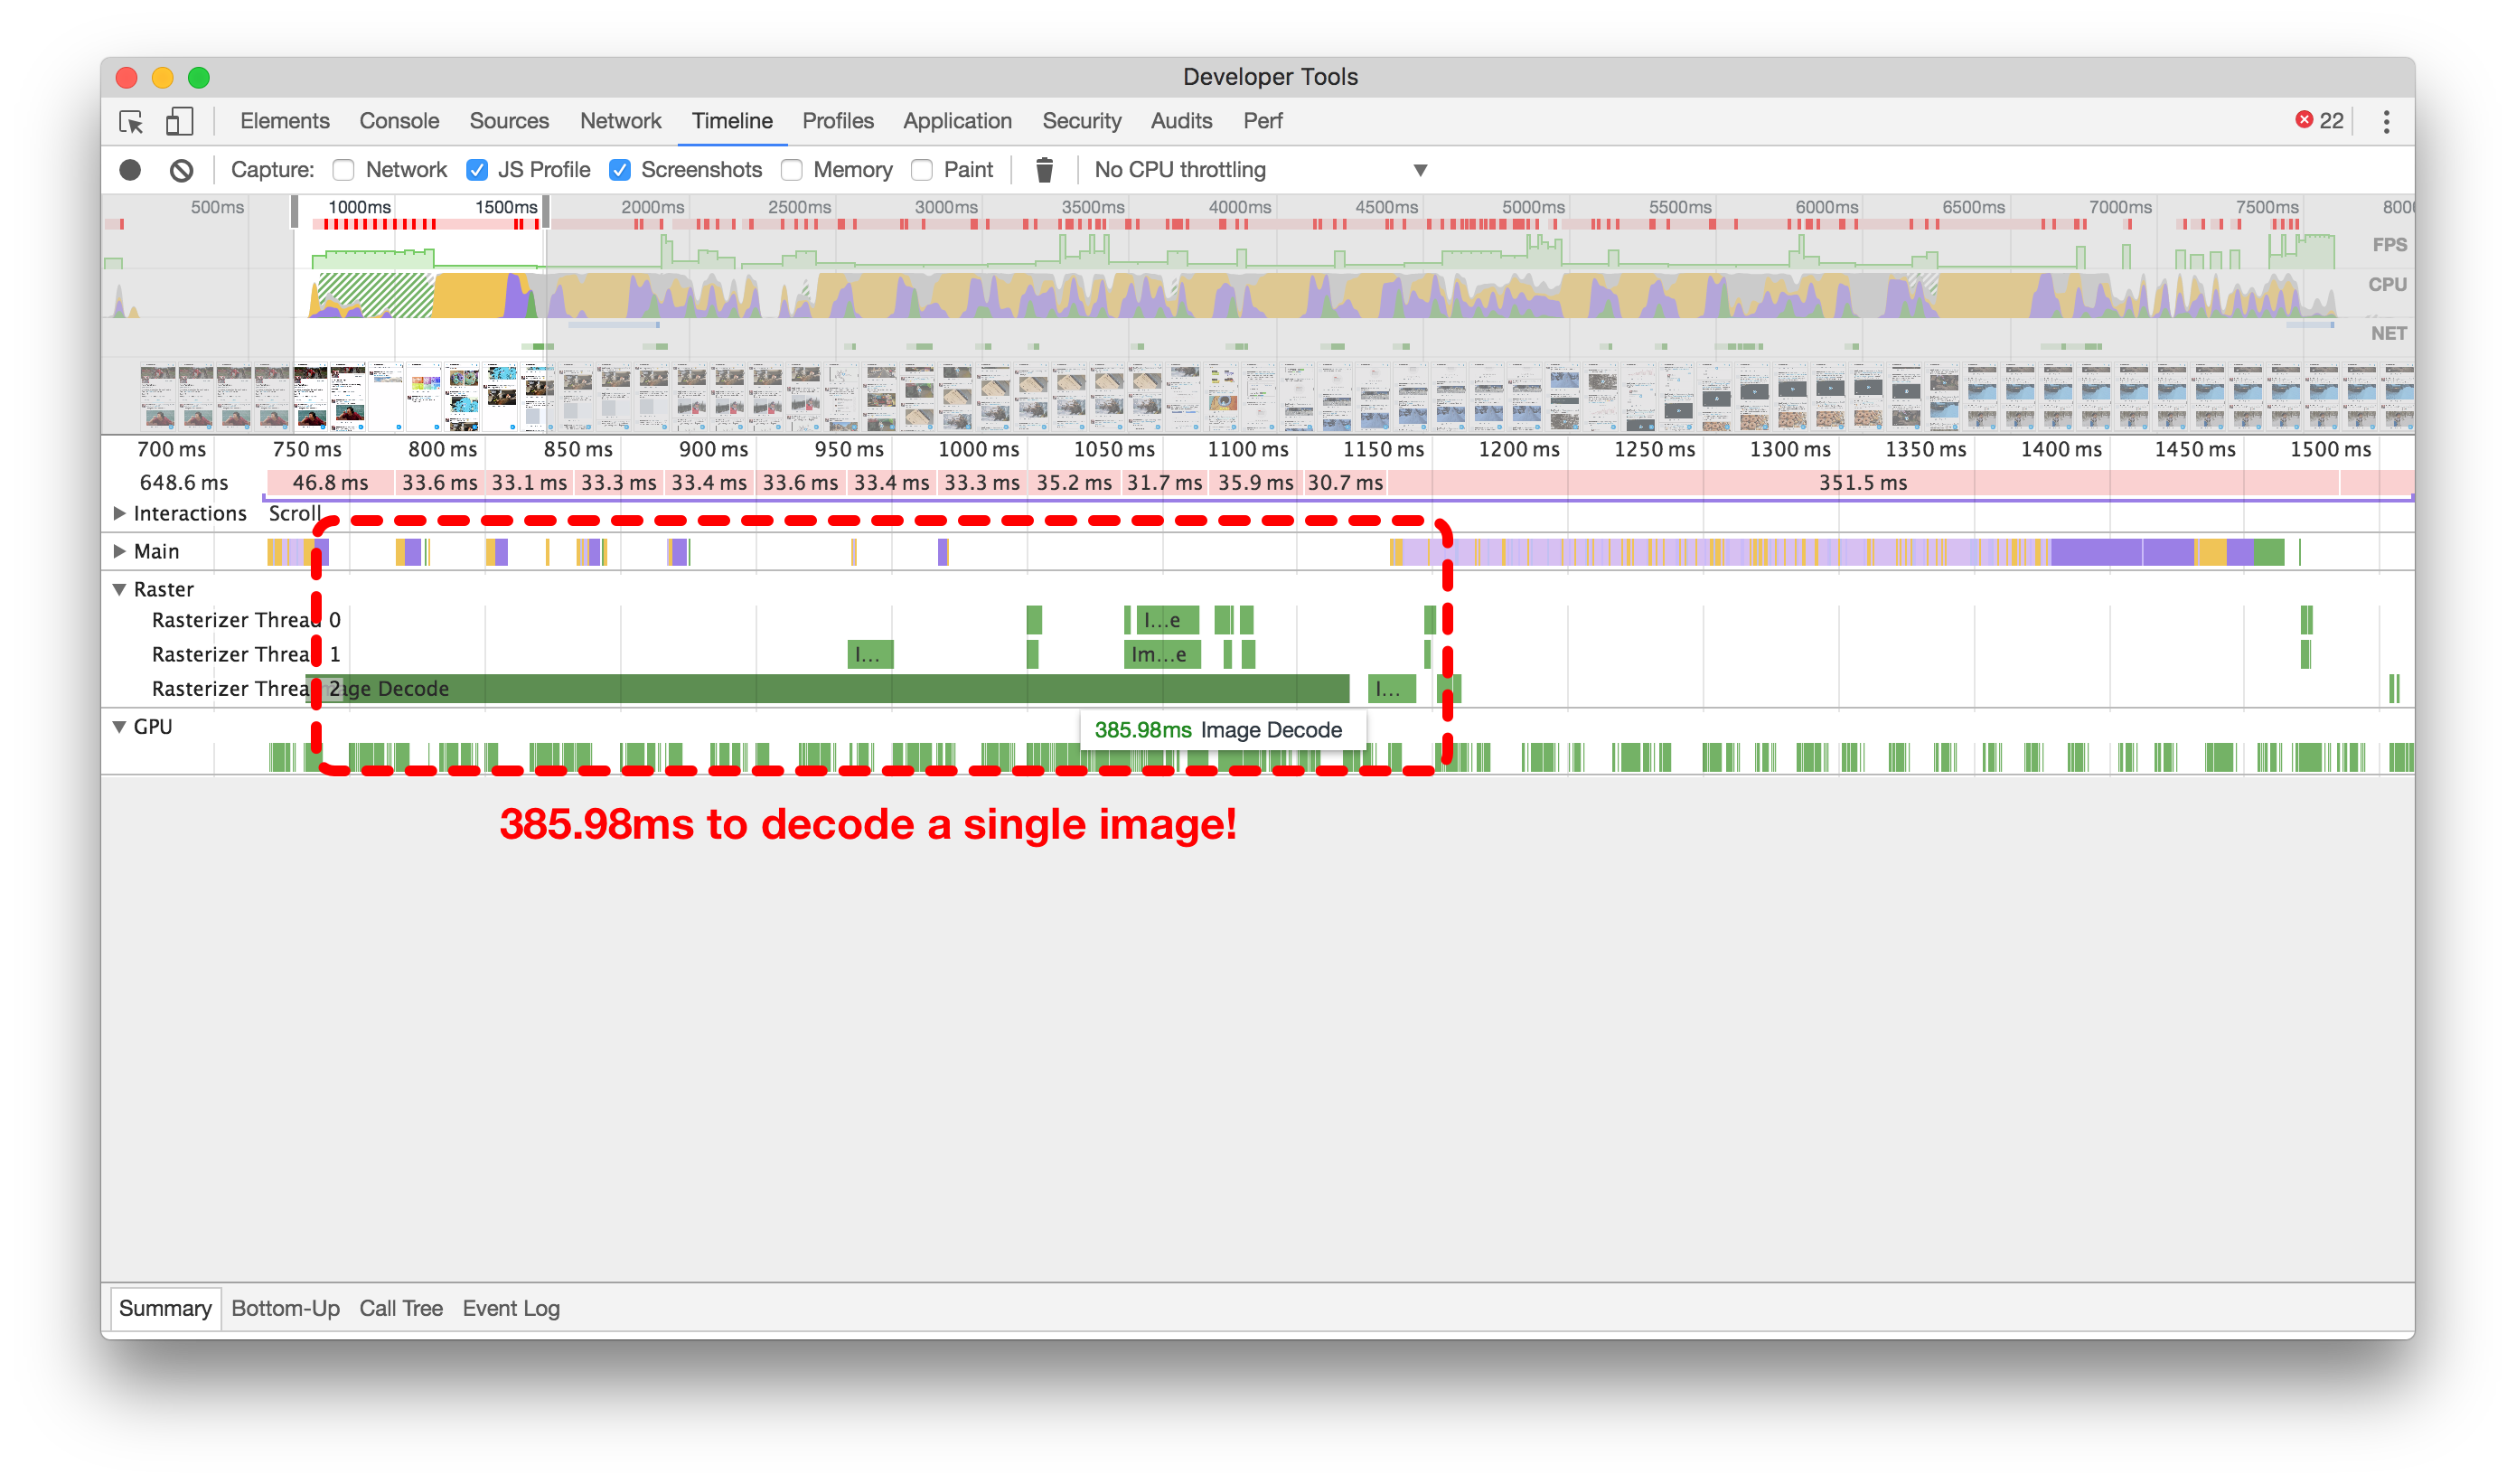 Developer Tools
Elements Console Sources Network Timeline Profiles Application Security Audits Perf 22
Capture: Network JS Profile Screenshots Memory Paint No CPU throttling
500ms 1000ms 1500ms 2000ms 2500ms 3000ms 3500ms 4000ms 4500ms 5000ms 5500ms 6000ms 6500ms 7000ms 7500ms 800
FPS
CPU
NET
700 ms 750 ms 800 ms 850 ms 900 ms 950 ms 1000 ms 1050 ms 1100 ms 1150 ms 1200 ms 1250 ms 1300 ms 1350 ms 1400 ms 1450 ms 1500 ms
648.6 ms 46.8 ms 33.6 ms 33.1 ms 33.3 ms 33.4 ms 33.6 ms 33.4 ms 33.3 ms 35.2 ms 31.7 ms 35.9 ms 30.7 ms 351.5 ms
Interactions Scroll
Main
Raster
Rasterizer Thread 0 I...e
Rasterizer Thread 1 I... Im...e
Rasterizer Thread 2 Image Decode I...
GPU
385.98ms Image Decode
385.98ms to decode a single image!
Summary Bottom-Up Call Tree Event Log